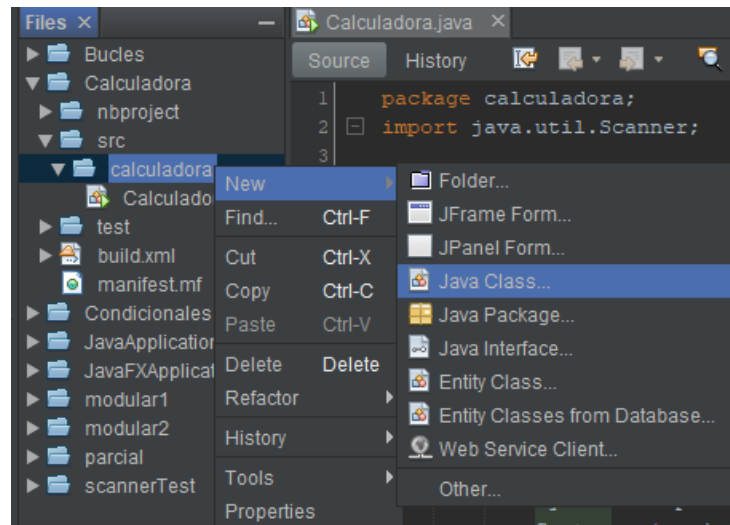 Files
Bucles
Calculadora
nbproject
src
calculadora
Calculado
test
build.xml
manifest.mf
Condicionales
JavaApplication
JavaFXApplicat
modular1
modular2
parcial
scannerTest
Calculadora.java
Source History
1 package calculadora;
2 import java.util.Scanner;
3
New
Find... Ctrl-F
Cut Ctrl-X
Copy Ctrl-C
Paste Ctrl-V
Delete Delete
Refactor
History
Tools
Properties
Folder...
JFrame Form...
JPanel Form...
Java Class...
Java Package...
Java Interface...
Entity Class...
Entity Classes from Database...
Web Service Client...
Other...